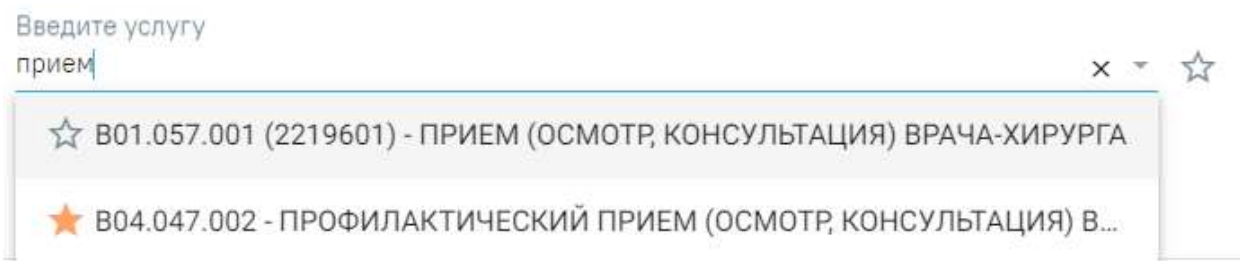 Введите услугу
прием
B01.057.001 (2219601) - ПРИЕМ (ОСМОТР, КОНСУЛЬТАЦИЯ) ВРАЧА-ХИРУРГА
B04.047.002 - ПРОФИЛАКТИЧЕСКИЙ ПРИЕМ (ОСМОТР, КОНСУЛЬТАЦИЯ) В...